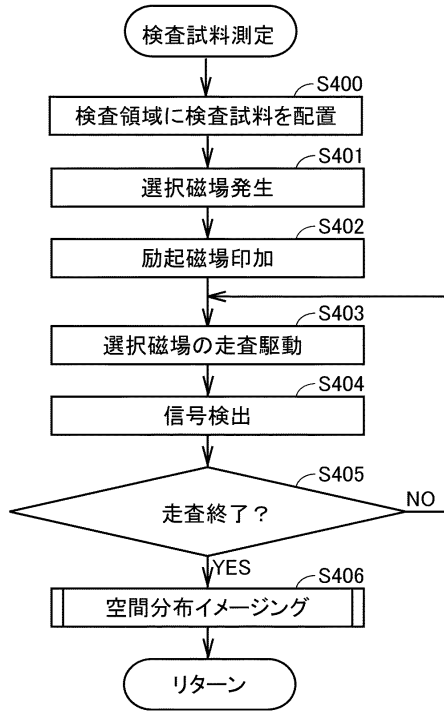 検査試料測定
S400
検査領域に検査試料を配置
S401
選択磁場発生
S402
励起磁場印加
S403
選択磁場の走査駆動
S404
信号検出
S405
走査終了？
NO
YES
S406
空間分布イメージング
リターン